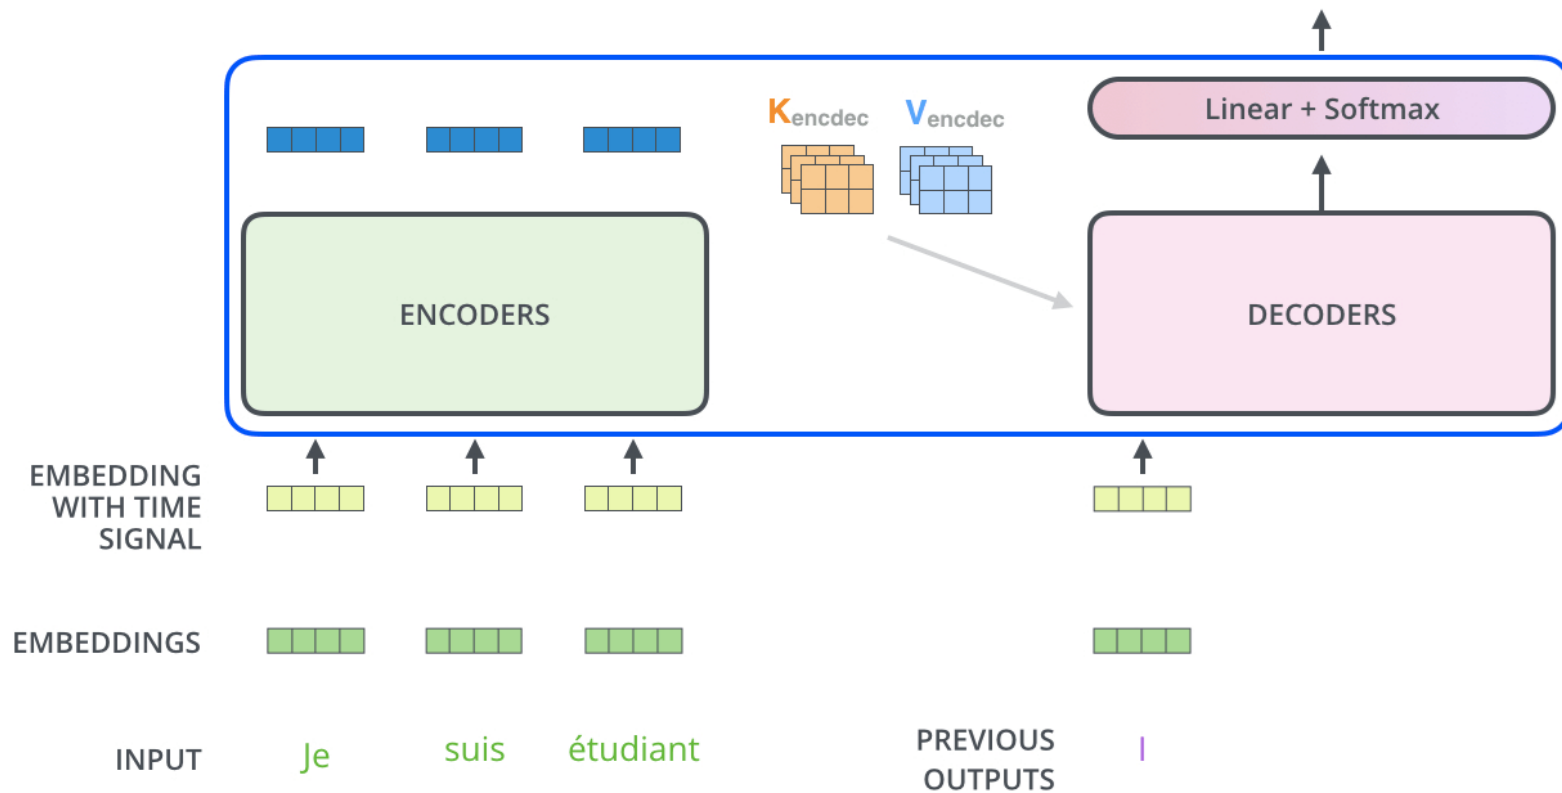 Kencdec
Vencdec
Linear + Softmax
ENCODERS
DECODERS
EMBEDDING
WITH TIME
SIGNAL
EMBEDDINGS
INPUT
Je
suis
étudiant
PREVIOUS
OUTPUTS
I